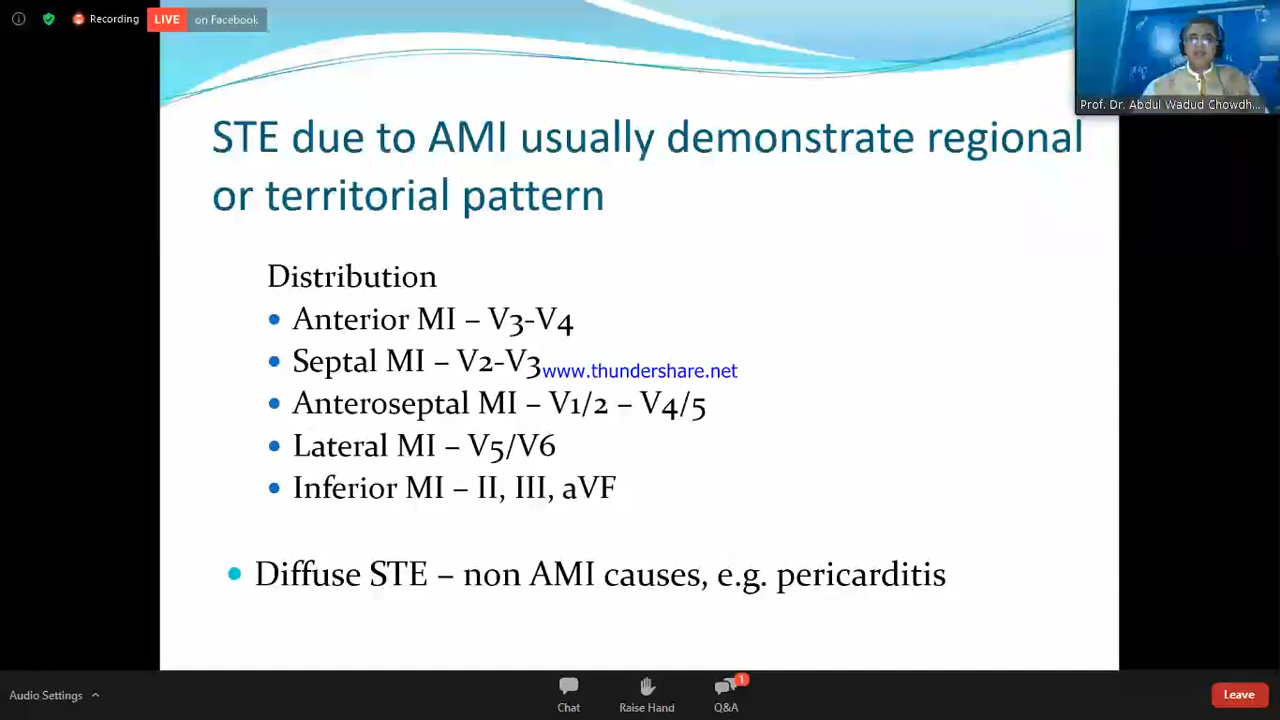 Recording
LIVE on Facebook
Prof. Dr. Abdul Wadud Chowdh...
STE due to AMI usually demonstrate regional
or territorial pattern
Distribution
• Anterior MI – V3-V4
• Septal MI – V2-V3
www.thundershare.net
• Anteroseptal MI – V1/2 – V4/5
• Lateral MI – V5/V6
• Inferior MI – II, III, aVF
• Diffuse STE – non AMI causes, e.g. pericarditis
Audio Settings
Chat
Raise Hand
1
Q&A
Leave